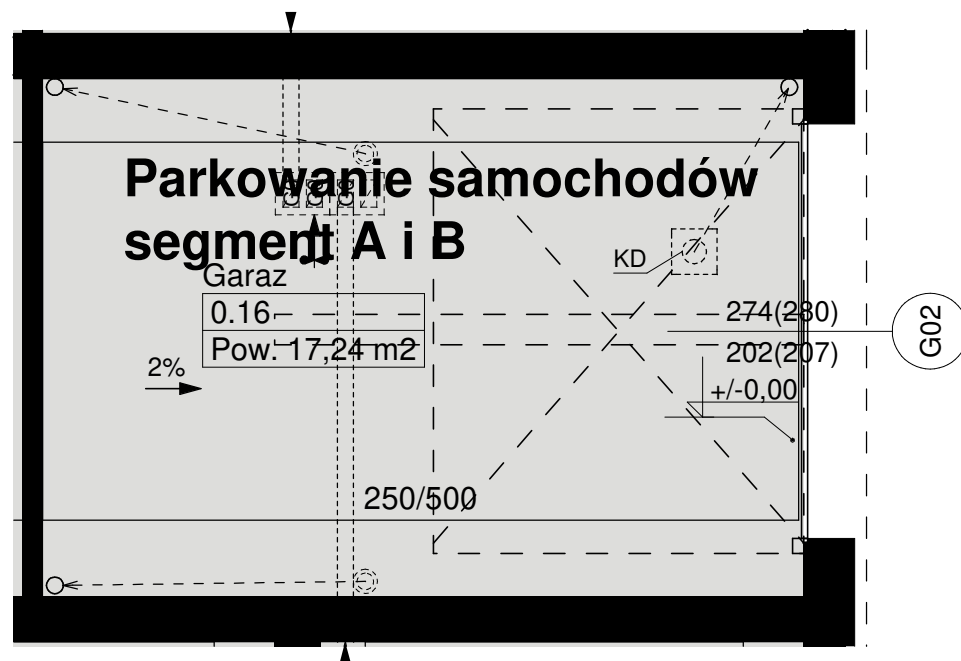 Parkowanie samochodów
segment A i B
KD
Garaz
0.16
Pow. 17,24 m2
274(280)
202(207)
G02
2%
+/-0,00
250/500